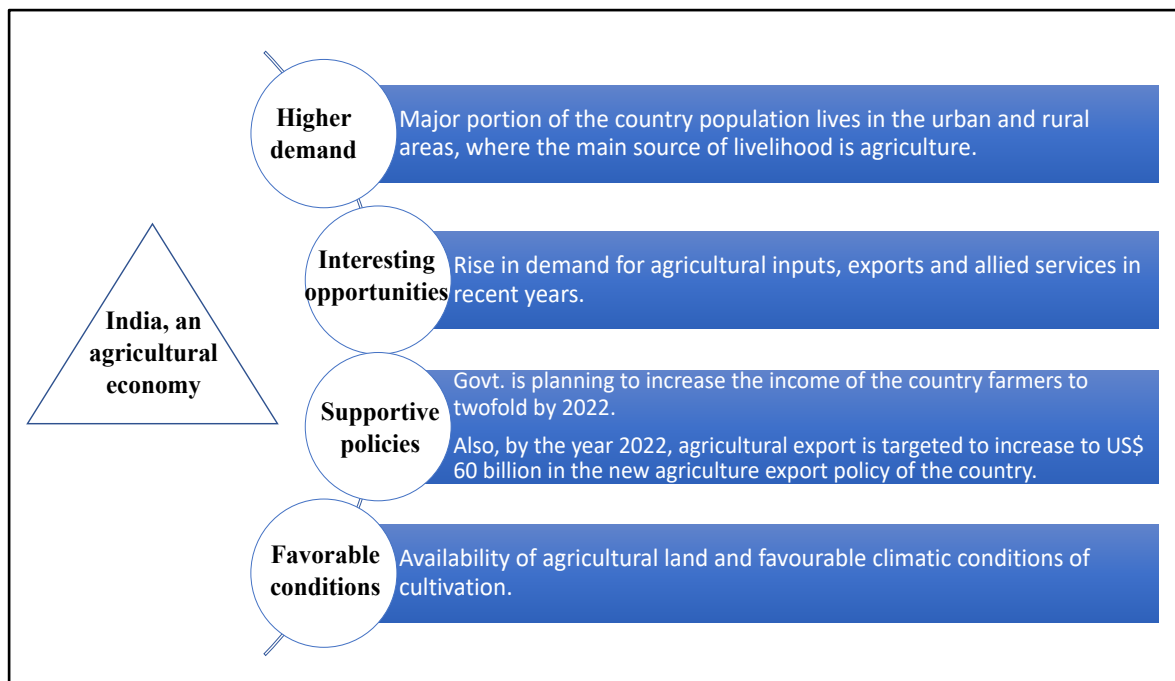 India, an
agricultural
economy
Higher
demand
Major portion of the country population lives in the urban and rural
areas, where the main source of livelihood is agriculture.
Interesting
opportunities
Rise in demand for agricultural inputs, exports and allied services in
recent years.
Supportive
policies
Govt. is planning to increase the income of the country farmers to
twofold by 2022.
Also, by the year 2022, agricultural export is targeted to increase to US$
60 billion in the new agriculture export policy of the country.
Favorable
conditions
Availability of agricultural land and favourable climatic conditions of
cultivation.